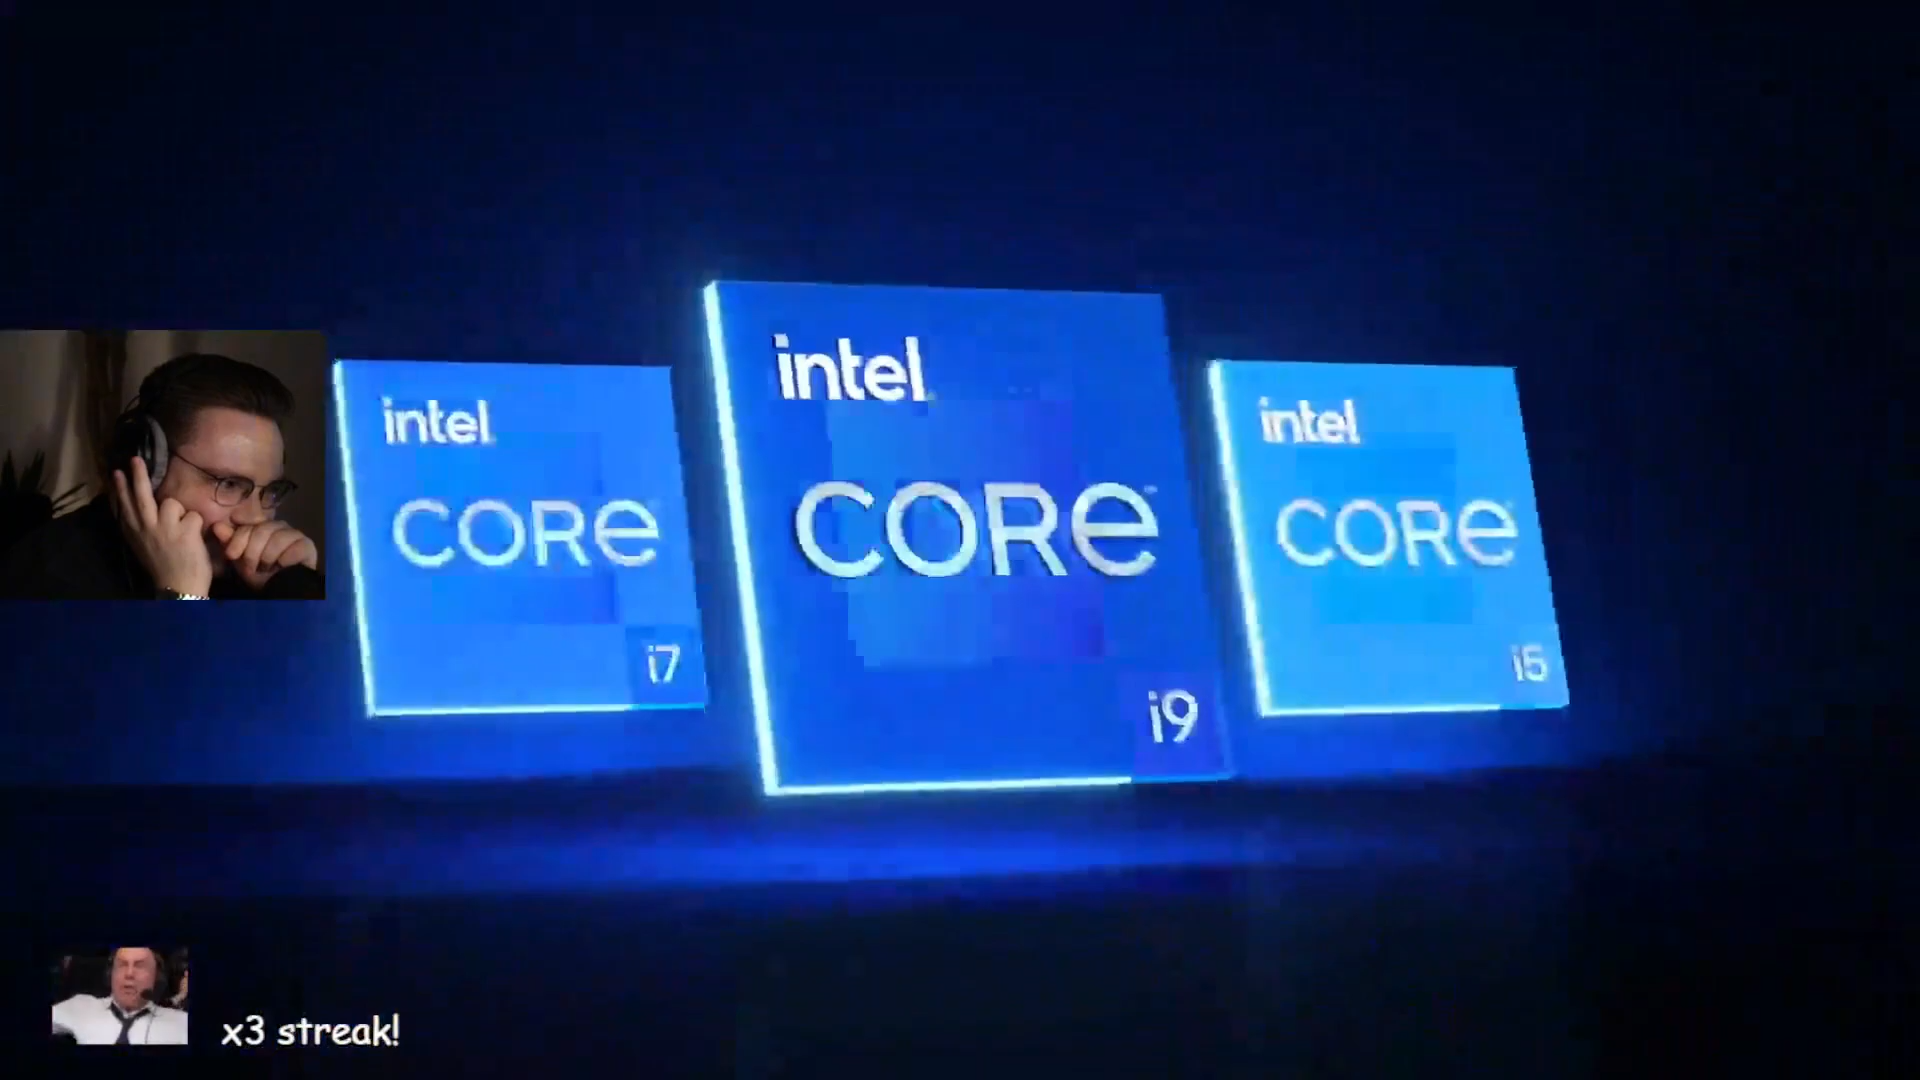 intel
CORE
i7
intel
CORE
i9
intel
CORE
i5
x3 streak!